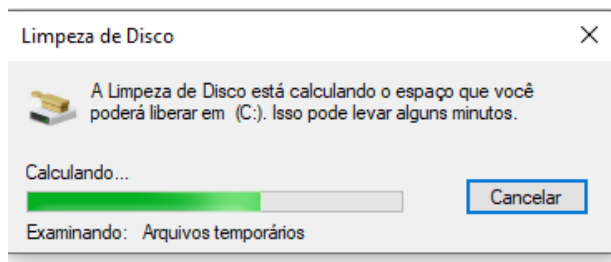 Limpeza de Disco
A Limpeza de Disco está calculando o espaço que você
poderá liberar em (C:). Isso pode levar alguns minutos.
Calculando...
Cancelar
Examinando: Arquivos temporários